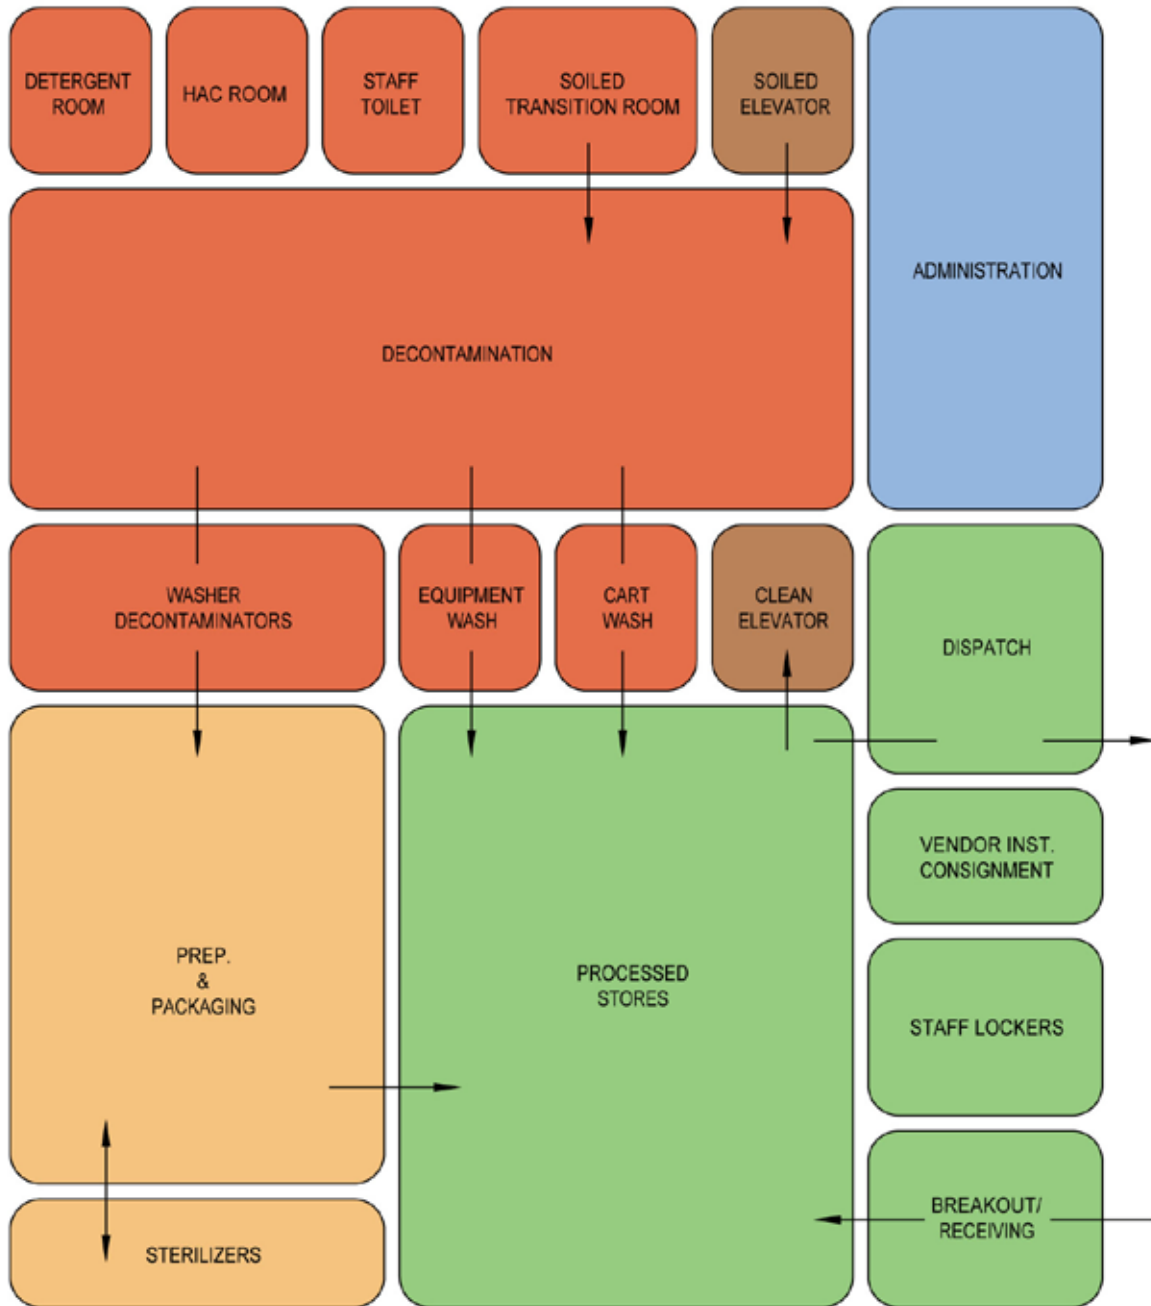 DETERGENT
ROOM
HAC ROOM
STAFF
TOILET
SOILED
TRANSITION ROOM
SOILED
ELEVATOR
ADMINISTRATION
DECONTAMINATION
WASHER
DECONTAMINATORS
EQUIPMENT
WASH
CART
WASH
CLEAN
ELEVATOR
DISPATCH
VENDOR INST.
CONSIGNMENT
PREP.
&
PACKAGING
PROCESSED
STORES
STAFF LOCKERS
BREAKOUT/
RECEIVING
STERILIZERS